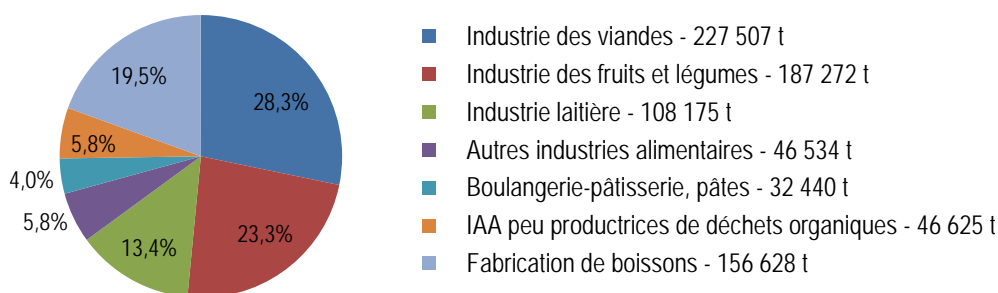 19,5%
28,3%
5,8%
4,0%
5,8%
13,4%
23,3%
Industrie des viandes - 227 507 t
Industrie des fruits et légumes - 187 272 t
Industrie laitière - 108 175 t
Autres industries alimentaires - 46 534 t
Boulangerie-pâtisserie, pâtes - 32 440 t
IAA peu productrices de déchets organiques - 46 625 t
Fabrication de boissons - 156 628 t